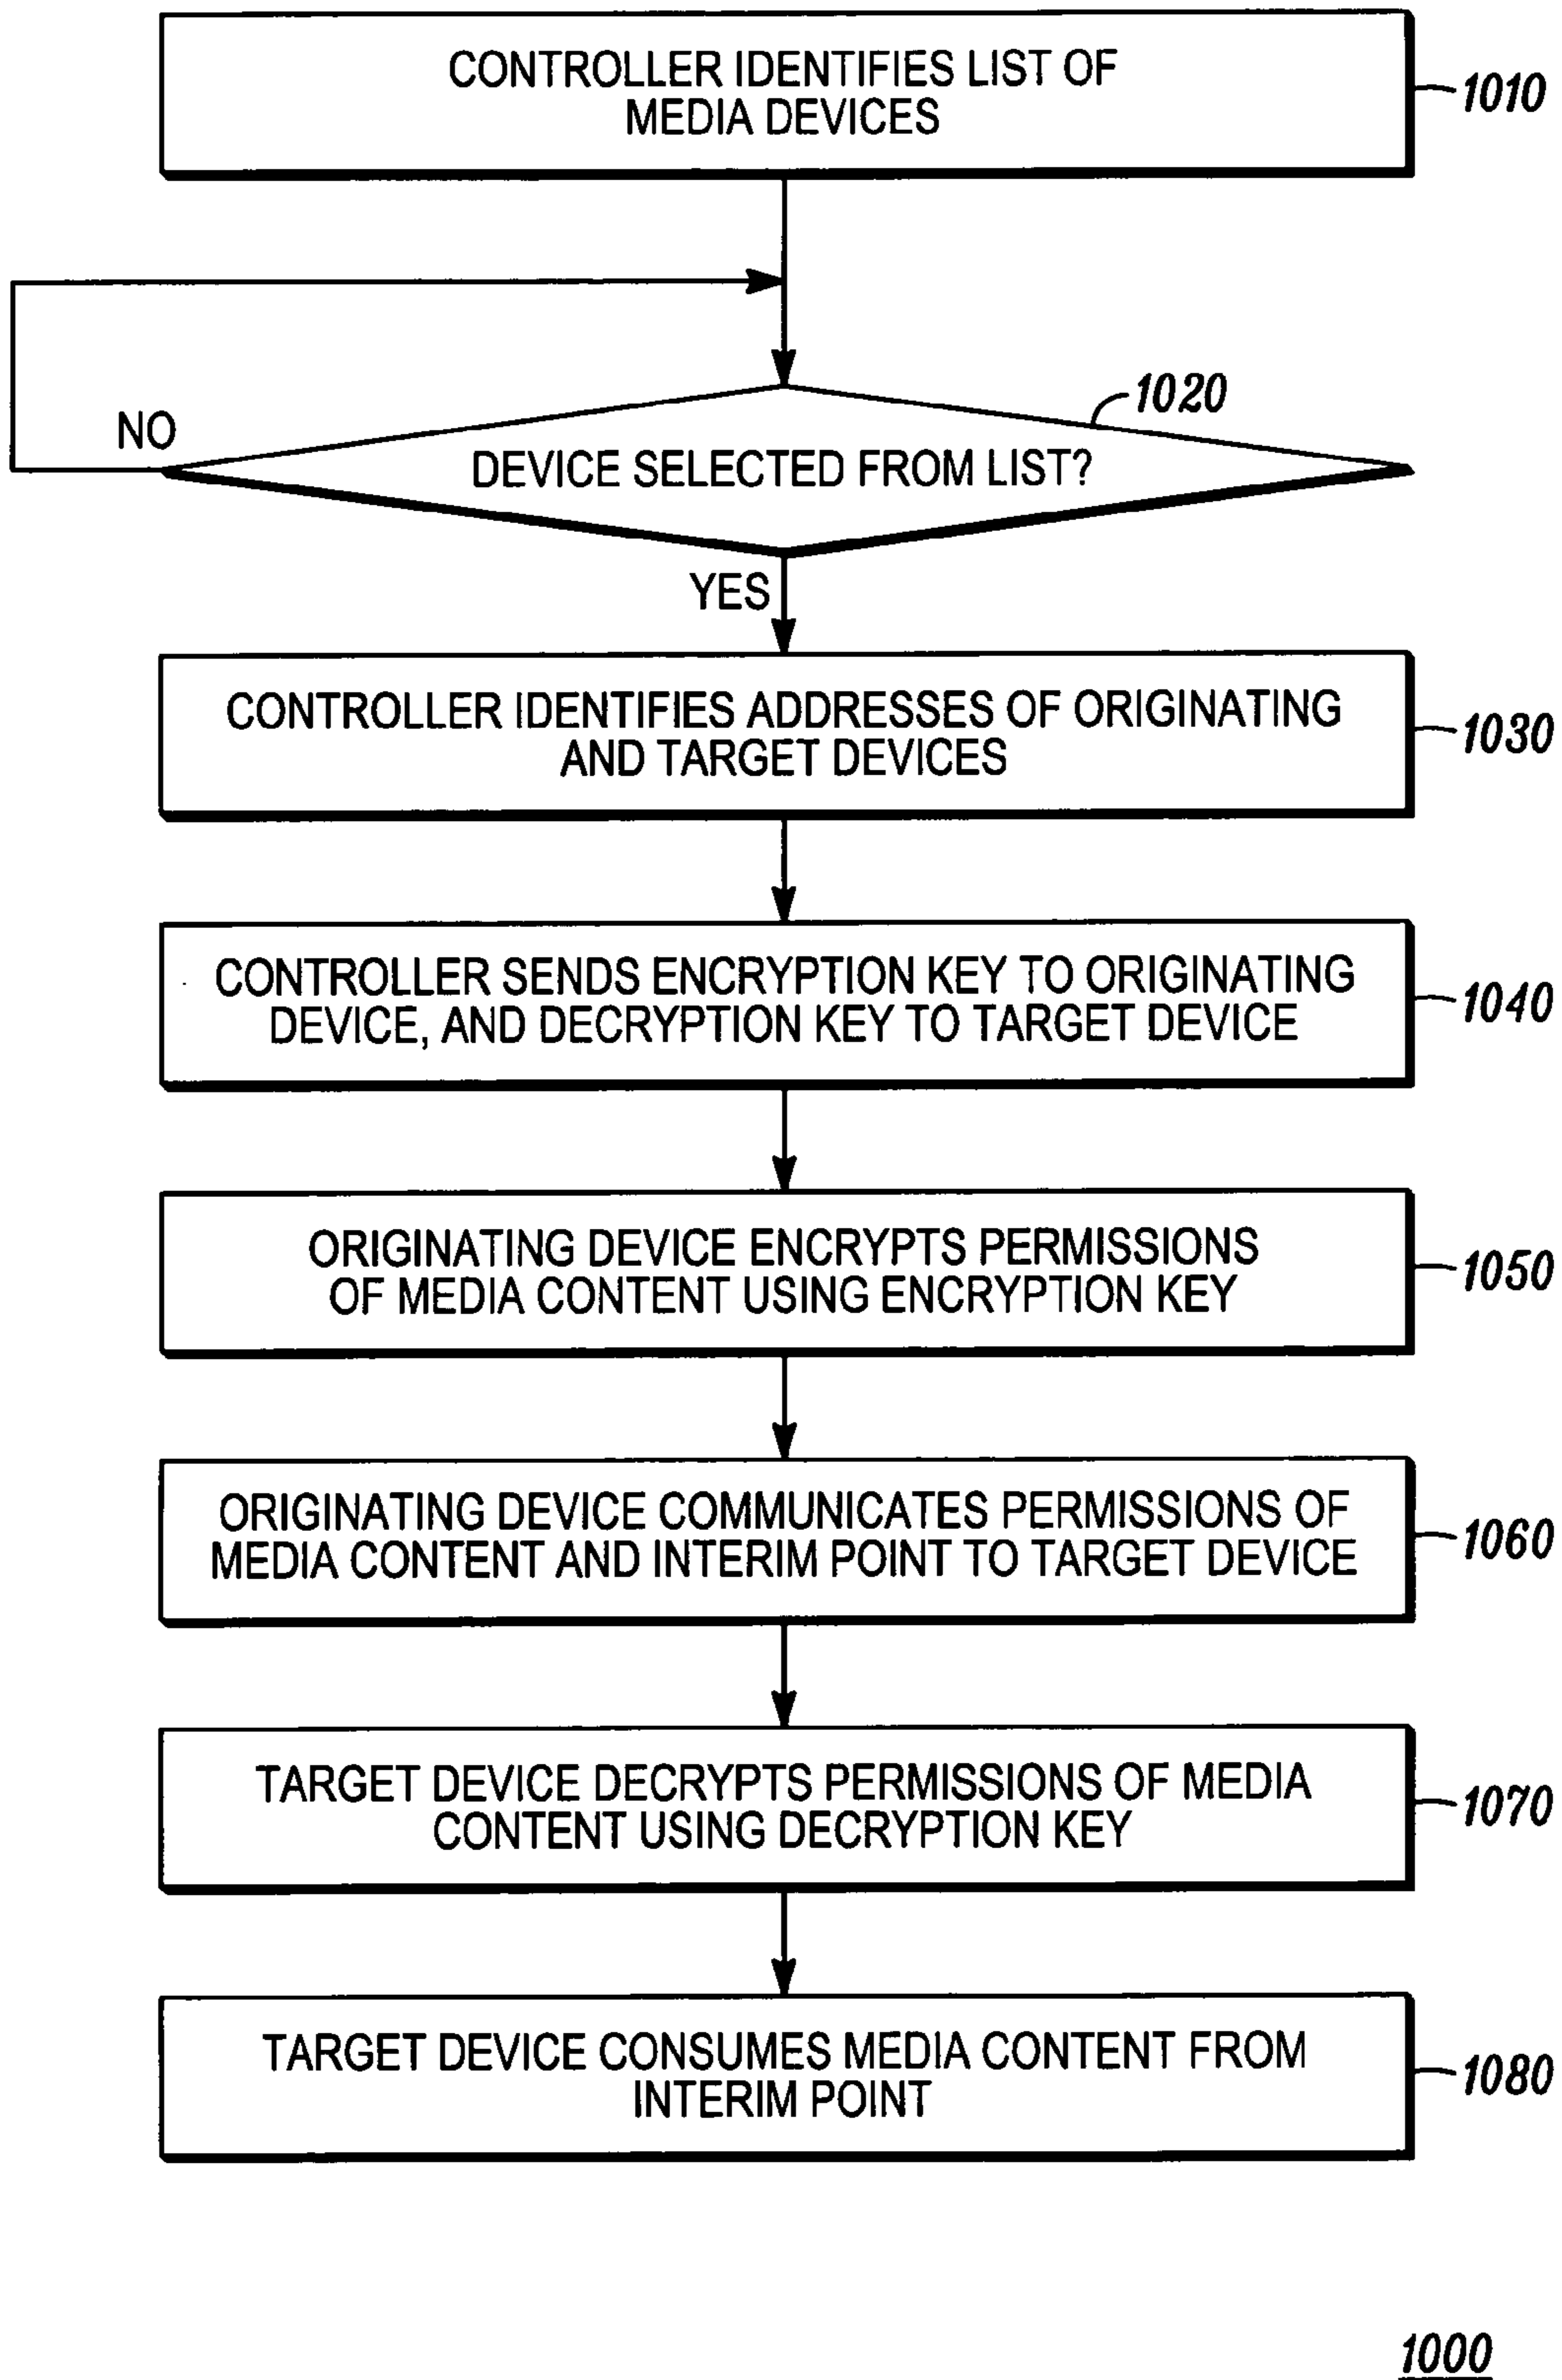 CONTROLLER IDENTIFIES LIST OF
MEDIA DEVICES
1010
1020
NO
DEVICE SELECTED FROM LIST?
YES
CONTROLLER IDENTIFIES ADDRESSES OF ORIGINATING
AND TARGET DEVICES
1030
CONTROLLER SENDS ENCRYPTION KEY TO ORIGINATING
DEVICE, AND DECRYPTION KEY TO TARGET DEVICE
1040
ORIGINATING DEVICE ENCRYPTS PERMISSIONS
OF MEDIA CONTENT USING ENCRYPTION KEY
1050
ORIGINATING DEVICE COMMUNICATES PERMISSIONS OF
MEDIA CONTENT AND INTERIM POINT TO TARGET DEVICE
1060
TARGET DEVICE DECRYPTS PERMISSIONS OF MEDIA
CONTENT USING DECRYPTION KEY
1070
TARGET DEVICE CONSUMES MEDIA CONTENT FROM
INTERIM POINT
1080
1000